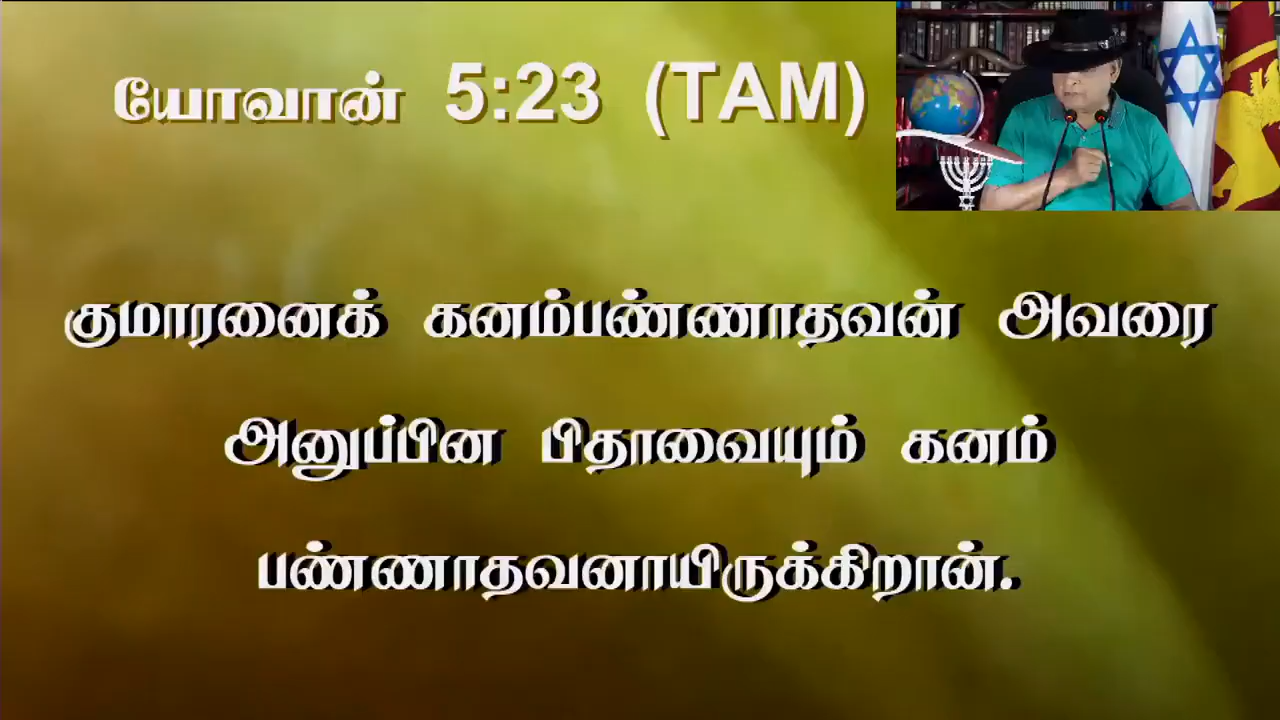 யோவான் 5:23 (TAM)
குமாரனைக் கனம்பண்ணாதவன் அவரை
அனுப்பின பிதாவையும் கனம்
பண்ணாதவனாயிருக்கிறான்.